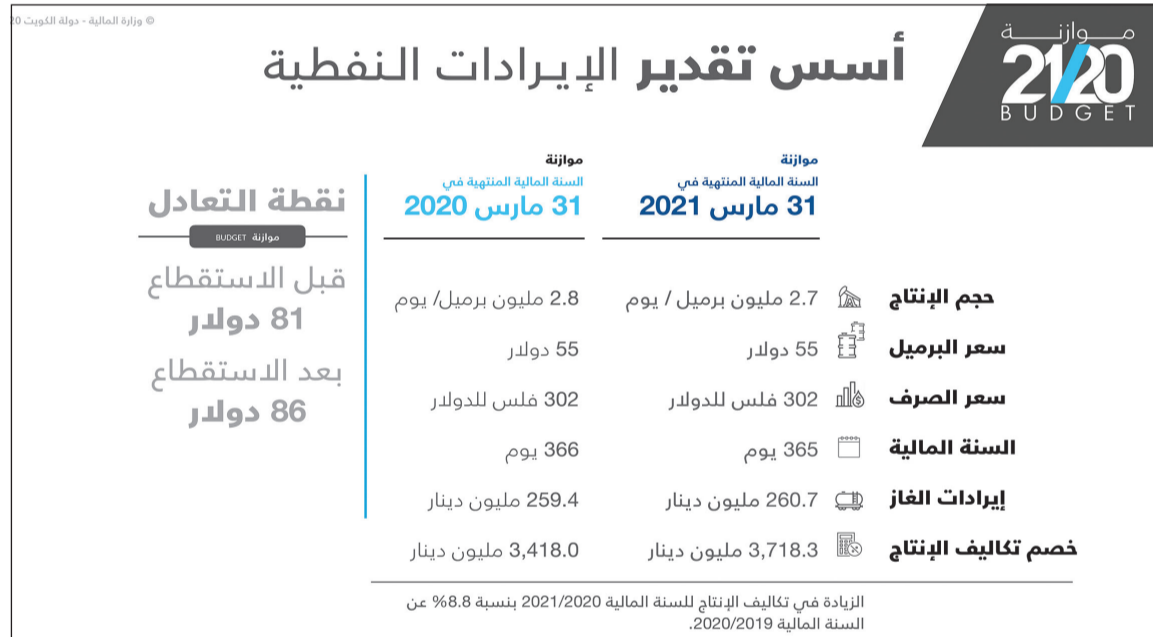 © وزارة المالية - دولة الكويت 20
موازنـــة
21/20
BUDGET
أسس تقدير الإيرادات النفطية
موازنة
السنة المالية المنتهية في
31 مارس 2021
موازنة
السنة المالية المنتهية في
31 مارس 2020
نقطة التعادل
موازنة BUDGET
قبل الاستقطاع
81 دولار
بعد الاستقطاع
86 دولار
حجم الإنتاج 2.7 مليون برميل / يوم 2.8 مليون برميل/ يوم
سعر البرميل 55 دولار 55 دولار
سعر الصرف 302 فلس للدولار 302 فلس للدولار
السنة المالية 365 يوم 366 يوم
إيرادات الغاز 260.7 مليون دينار 259.4 مليون دينار
خصم تكاليف الإنتاج 3,718.3 مليون دينار 3,418.0 مليون دينار
الزيادة في تكاليف الإنتاج للسنة المالية 2021/2020 بنسبة 8.8% عن
السنة المالية 2020/2019.